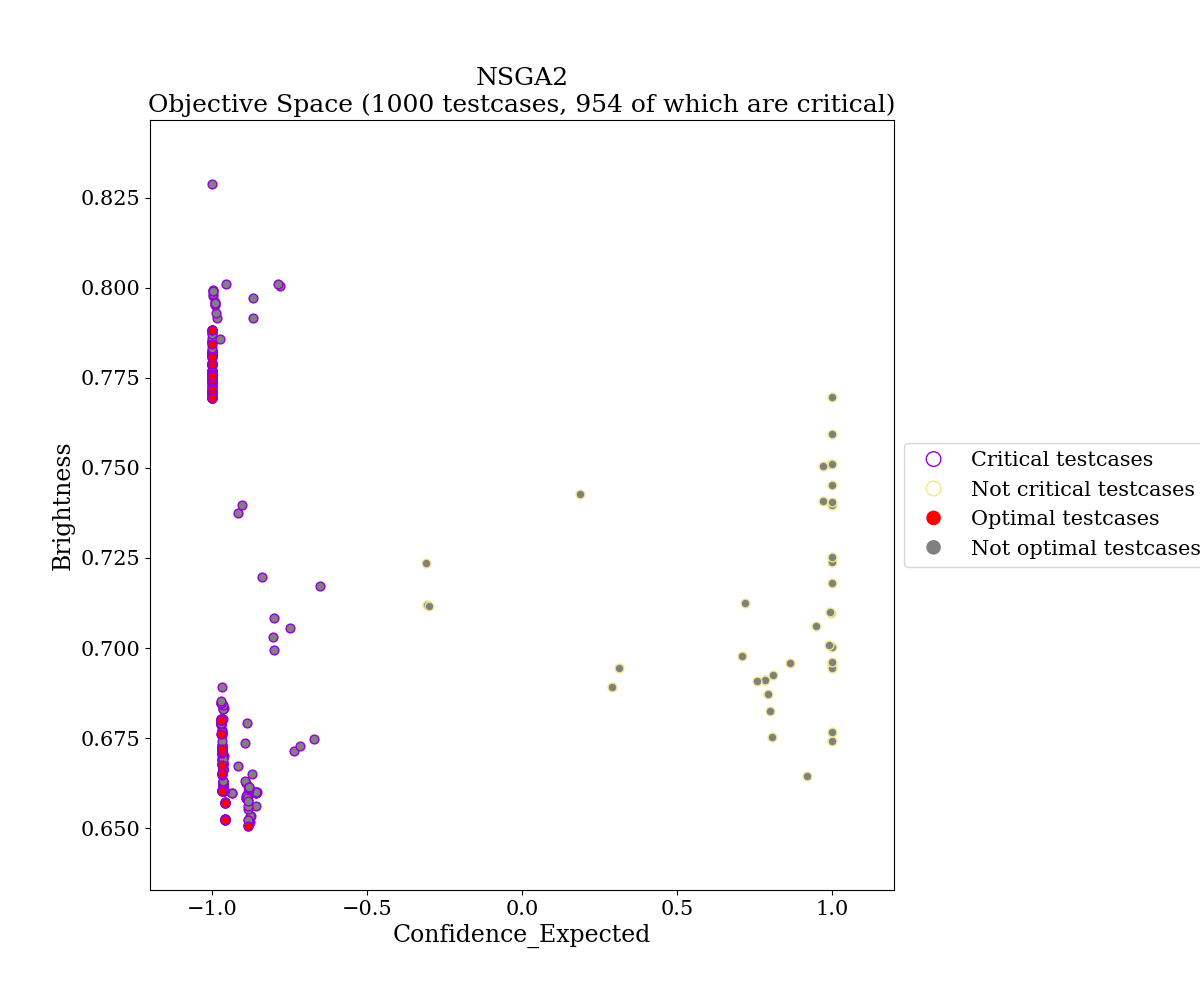 NSGA2
Objective Space (1000 testcases, 954 of which are critical)
0.825
0.800
0.775
0.750
0.725
0.700
0.675
0.650
Brightness
−1.0
−0.5
0.0
0.5
1.0
Confidence_Expected
Critical testcases
Not critical testcases
Optimal testcases
Not optimal testcases